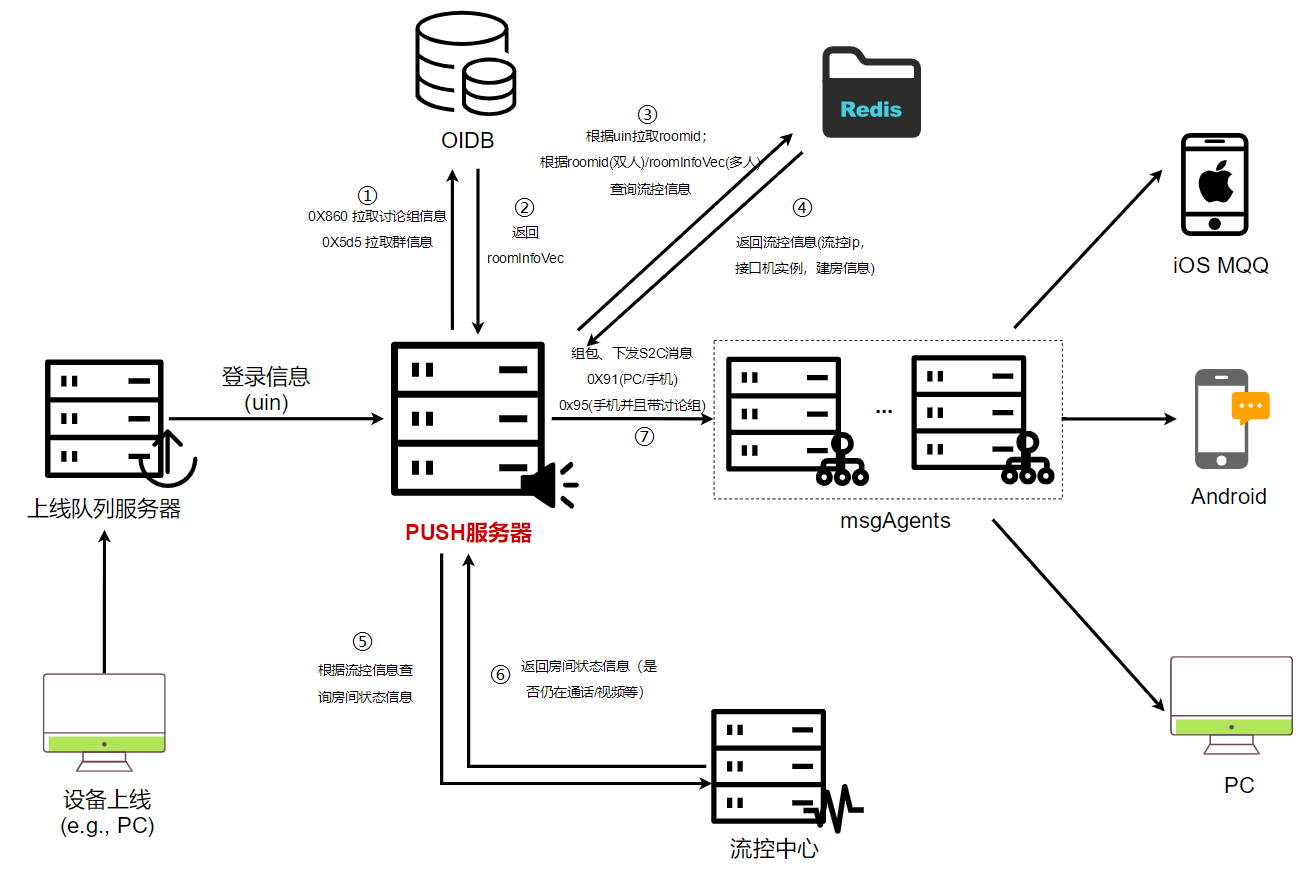 OIDB
Redis
①
0X860 拉取讨论组信息
0X5d5 拉取群信息
②
返回
roomInfoVec
③
根据uin拉取roomid；
根据roomid(双人)/roomInfoVec(多人)
查询流控信息
④
返回流控信息(流控ip，
接口机实例，建房信息)
iOS MQQ
登录信息
(uin)
上线队列服务器
PUSH服务器
组包、下发S2C消息
0X91(PC/手机)
0x95(手机并且带讨论组)
⑦
...
msgAgents
Android
⑤
根据流控信息查
询房间状态信息
⑥
返回房间状态信息（是
否仍在通话/视频等）
设备上线
(e.g., PC)
流控中心
PC